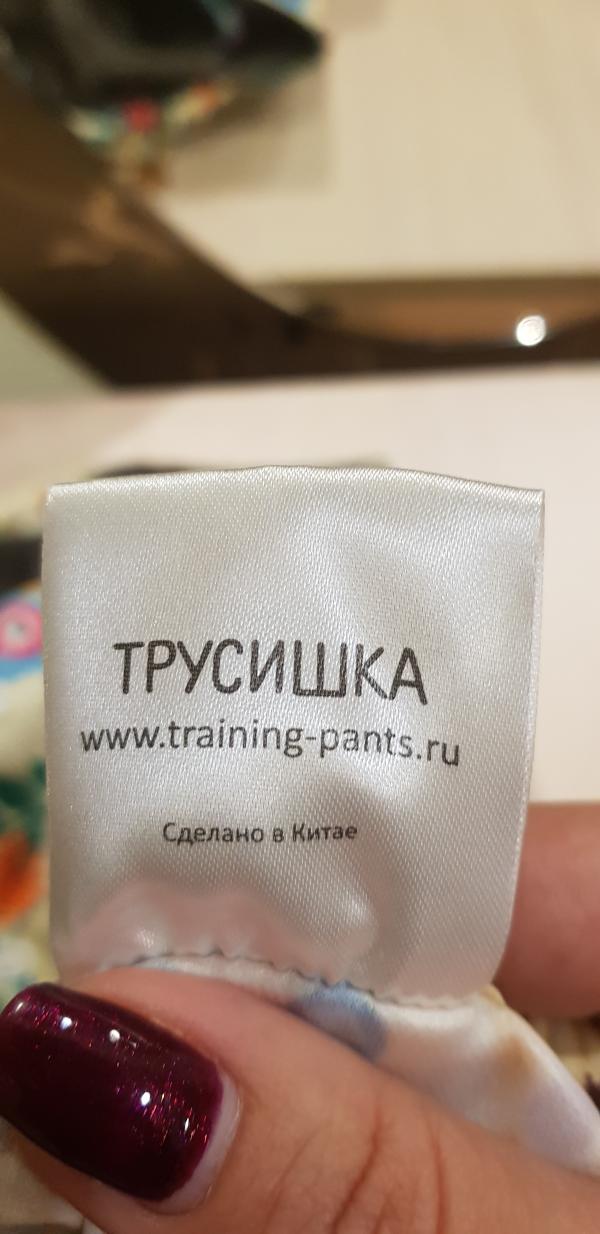 ТРУСИШКА
www.training-pants.ru
Сделано в Китае